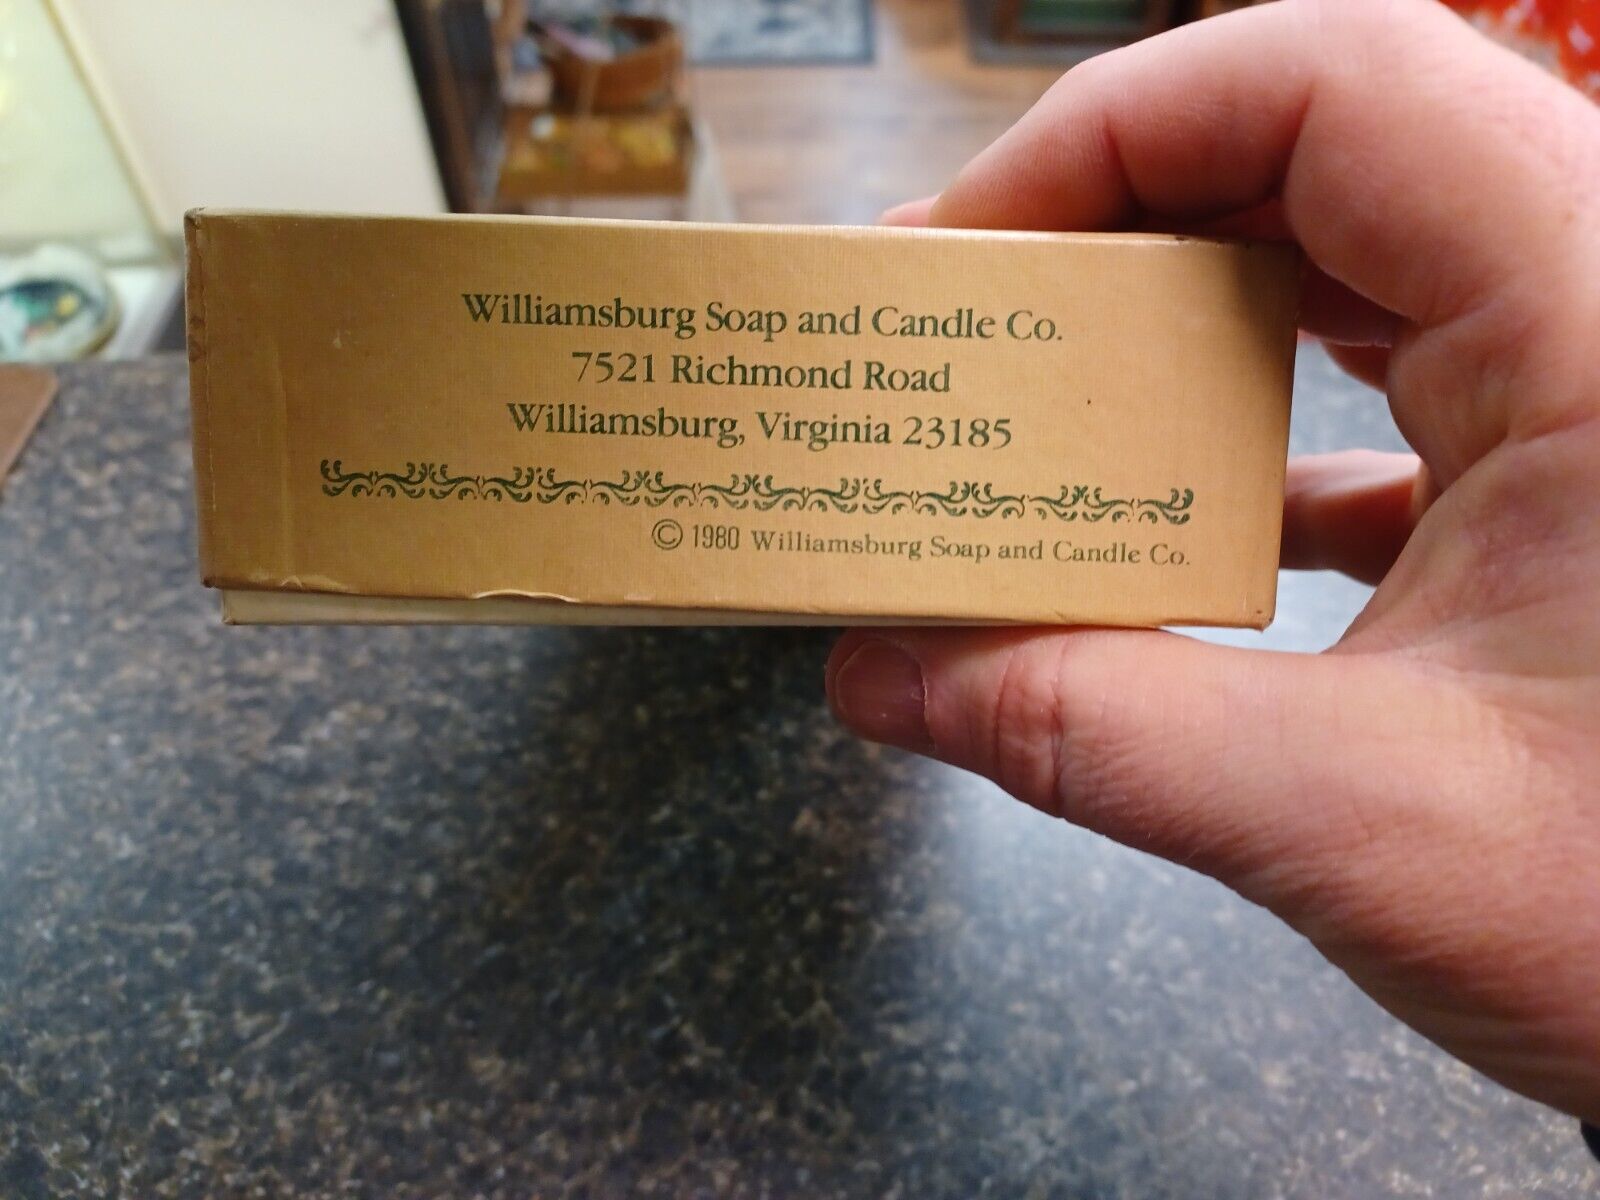 Williamsburg Soap and Candle Co.
7521 Richmond Road
Williamsburg, Virginia 23185
© 1980 Williamsburg Soap and Candle Co.